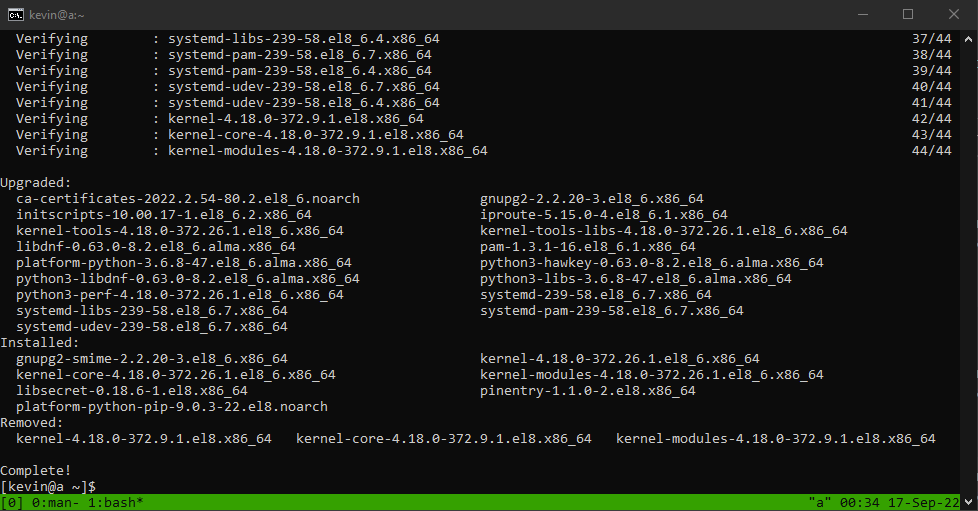 kevin@a:~
Verifying : systemd-libs-239-58.el8_6.4.x86_64 37/44
Verifying : systemd-pam-239-58.el8_6.7.x86_64 38/44
Verifying : systemd-pam-239-58.el8_6.4.x86_64 39/44
Verifying : systemd-udev-239-58.el8_6.7.x86_64 40/44
Verifying : systemd-udev-239-58.el8_6.4.x86_64 41/44
Verifying : kernel-4.18.0-372.9.1.el8.x86_64 42/44
Verifying : kernel-core-4.18.0-372.9.1.el8.x86_64 43/44
Verifying : kernel-modules-4.18.0-372.9.1.el8.x86_64 44/44
Upgraded:
ca-certificates-2022.2.54-80.2.el8_6.noarch gnupg2-2.2.20-3.el8_6.x86_64
initscripts-10.00.17-1.el8_6.2.x86_64 iproute-5.15.0-4.el8_6.1.x86_64
kernel-tools-4.18.0-372.26.1.el8_6.x86_64 kernel-tools-libs-4.18.0-372.26.1.el8_6.x86_64
libdnf-0.63.0-8.2.el8_6.alma.x86_64 pam-1.3.1-16.el8_6.1.x86_64
platform-python-3.6.8-47.el8_6.alma.x86_64 python3-hawkey-0.63.0-8.2.el8_6.alma.x86_64
python3-libdnf-0.63.0-8.2.el8_6.alma.x86_64 python3-libs-3.6.8-47.el8_6.alma.x86_64
python3-perf-4.18.0-372.26.1.el8_6.x86_64 systemd-239-58.el8_6.7.x86_64
systemd-libs-239-58.el8_6.7.x86_64 systemd-pam-239-58.el8_6.7.x86_64
systemd-udev-239-58.el8_6.7.x86_64
Installed:
gnupg2-smime-2.2.20-3.el8_6.x86_64 kernel-4.18.0-372.26.1.el8_6.x86_64
kernel-core-4.18.0-372.26.1.el8_6.x86_64 kernel-modules-4.18.0-372.26.1.el8_6.x86_64
libsecret-0.18.6-1.el8.x86_64 pinentry-1.1.0-2.el8.x86_64
platform-python-pip-9.0.3-22.el8.noarch
Removed:
kernel-4.18.0-372.9.1.el8.x86_64 kernel-core-4.18.0-372.9.1.el8.x86_64 kernel-modules-4.18.0-372.9.1.el8.x86_64
Complete!
[kevin@a ~]$
[0] 0:man- 1:bash* "a" 00:34 17-Sep-22